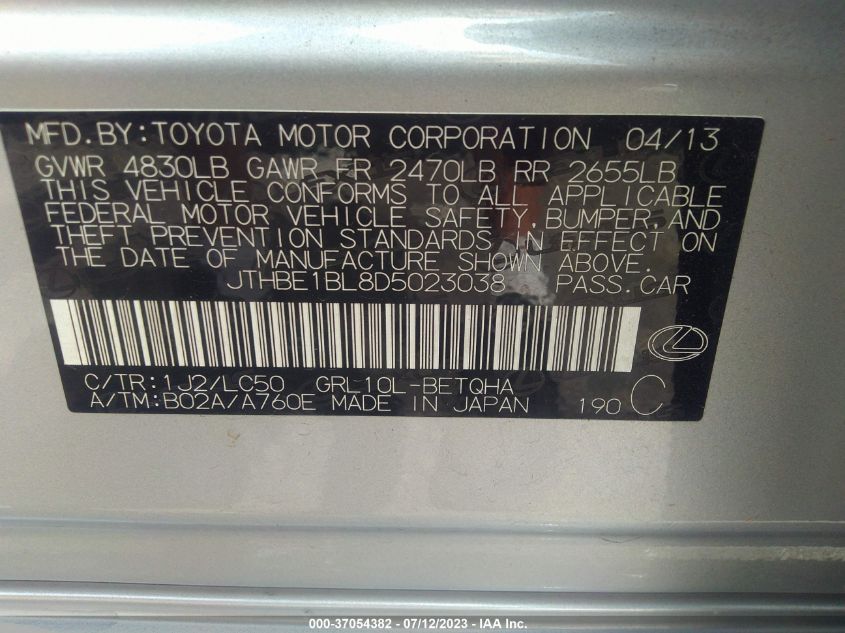 MFD.BY:TOYOTA MOTOR CORPORATION 04/13
GVWR 4830LB GAWR FR 2470LB RR 2655LB
THIS VEHICLE CONFORMS TO ALL APPLICABLE
FEDERAL MOTOR VEHICLE SAFETY,BUMPER,AND
THEFT PREVENTION STANDARDS IN EFFECT ON
THE DATE OF MANUFACTURE SHOWN ABOVE.
JTHBE1BL8D5023038 PASS.CAR
C/TR:1J2/LC50 GRL10L-BETQHA
A/TM:B02A/A760E MADE IN JAPAN 190 C
000-37054382 - 07/12/2023 - © IAA Inc.